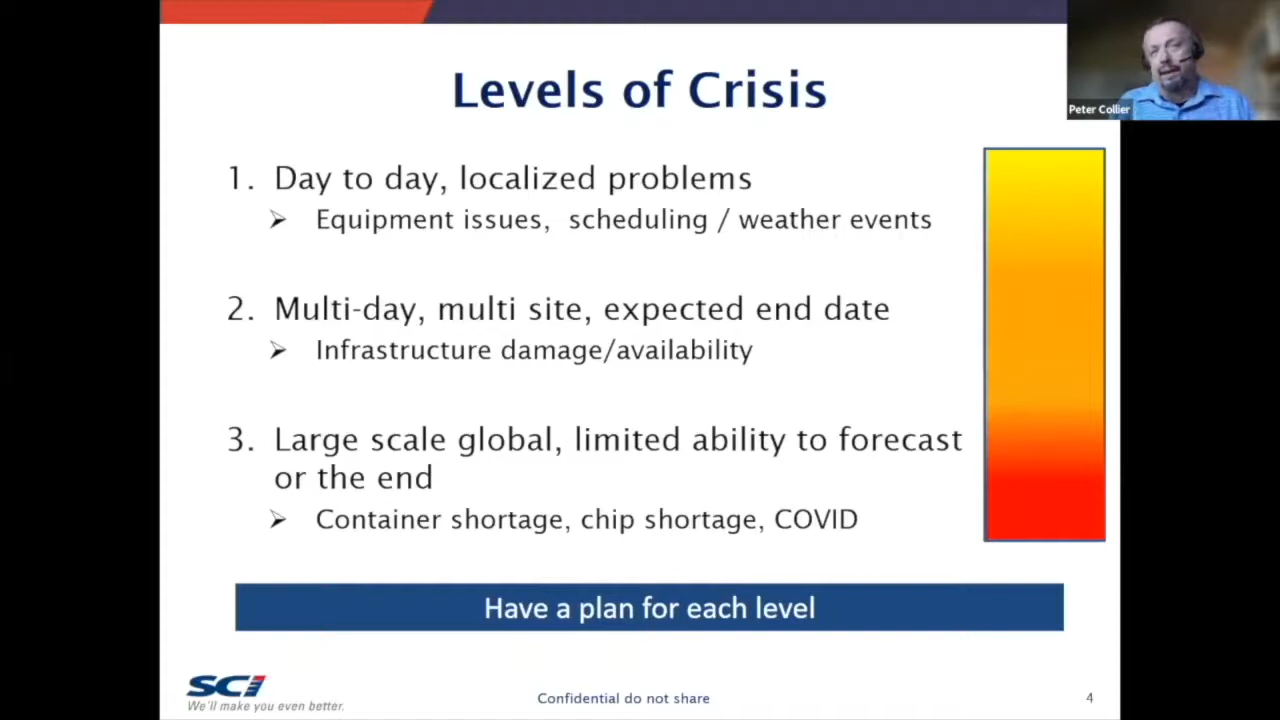 Levels of Crisis
Peter Collier
1. Day to day, localized problems
➢ Equipment issues, scheduling / weather events
2. Multi-day, multi site, expected end date
➢ Infrastructure damage/availability
3. Large scale global, limited ability to forecast
or the end
➢ Container shortage, chip shortage, COVID
Have a plan for each level
SCI
We'll make you even better.
Confidential do not share
4